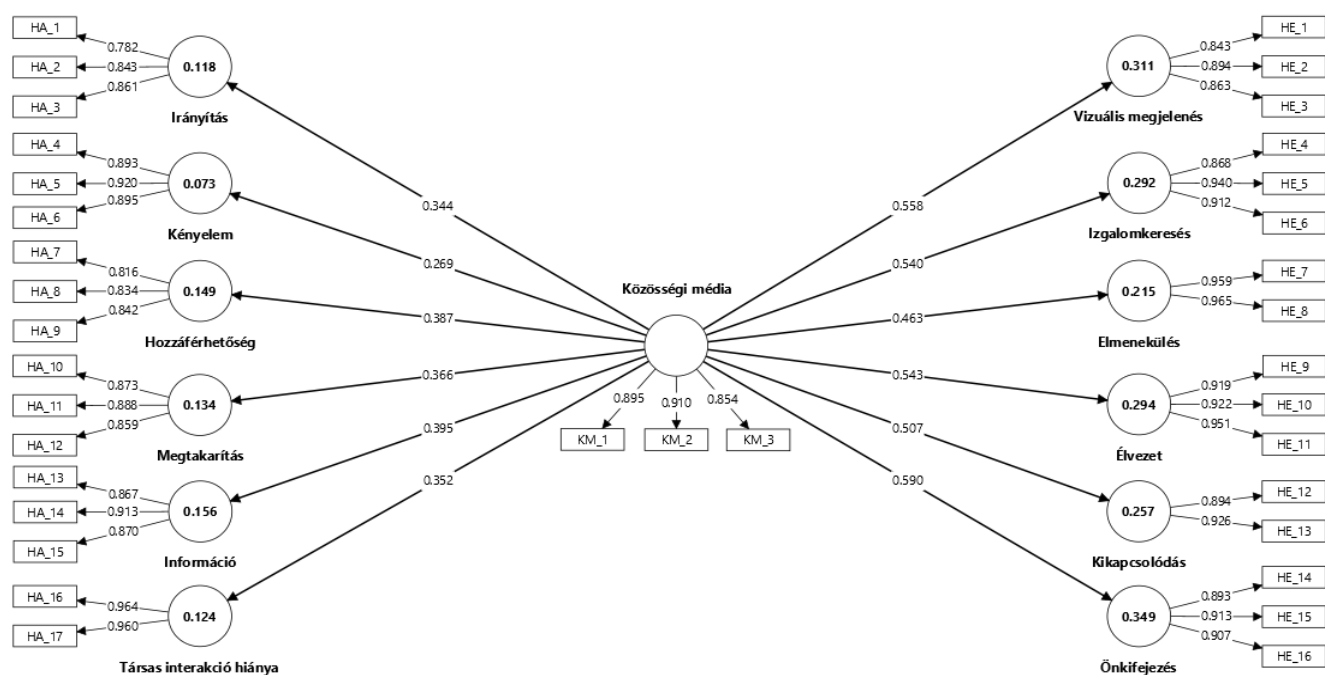 HA_1
0.782
HA_2
0.843
0.118
HA_3
0.861
Irányítás
HA_4
0.893
HA_5
0.920
0.073
HA_6
0.895
Kényelem
HA_7
0.816
HA_8
0.834
0.149
HA_9
0.842
Hozzáférhetőség
HA_10
0.873
HA_11
0.888
0.134
HA_12
0.859
Megtakarítás
HA_13
0.867
HA_14
0.913
0.156
HA_15
0.870
Információ
HA_16
0.964
0.124
HA_17
0.960
Társas interakció hiánya
0.344
0.269
0.387
0.366
0.395
0.352
Közösségi média
0.895
0.910
0.854
KM_1
KM_2
KM_3
0.558
0.540
0.463
0.543
0.507
0.590
HE_1
0.843
0.311
0.894
HE_2
0.863
HE_3
Vizuális megjelenés
HE_4
0.868
0.292
0.940
HE_5
0.912
HE_6
Izgalomkeresés
HE_7
0.959
0.215
0.965
HE_8
Elmenekülés
HE_9
0.919
0.294
0.922
HE_10
0.951
HE_11
Élvezet
HE_12
0.894
0.257
0.926
HE_13
Kikapcsolódás
HE_14
0.893
0.349
0.913
HE_15
0.907
HE_16
Önkifejezés